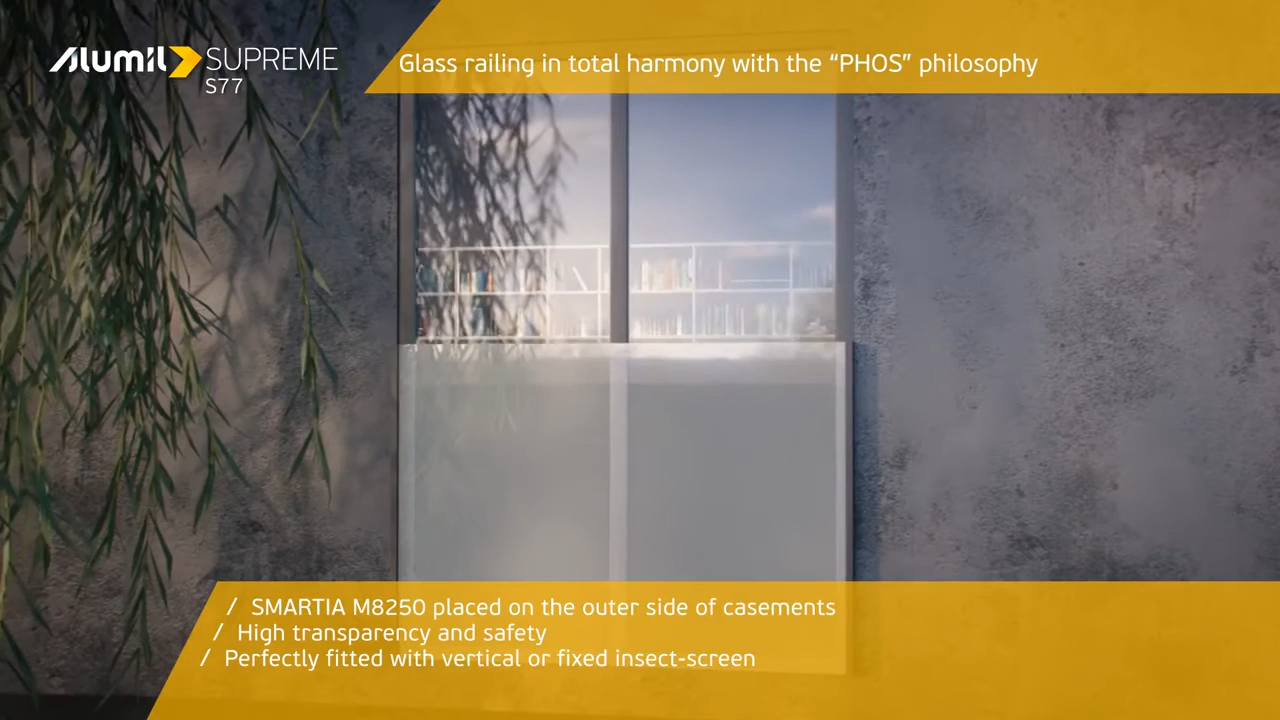 Alumil SUPREME
S77
Glass railing in total harmony with the “PHOS” philosophy
/ SMARTIA M8250 placed on the outer side of casements
/ High transparency and safety
/ Perfectly fitted with vertical or fixed insect-screen